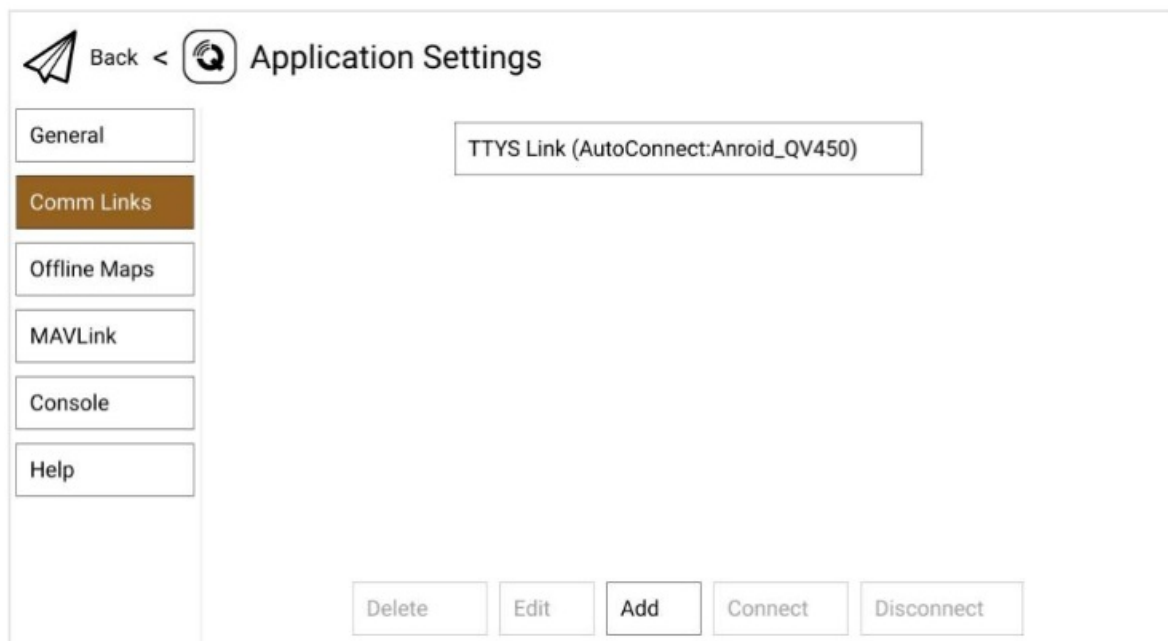 Back < Application Settings
General
TTYS Link (AutoConnect:Anroid_QV450)
Comm Links
Offline Maps
MAVLink
Console
Help
Delete Edit Add Connect Disconnect